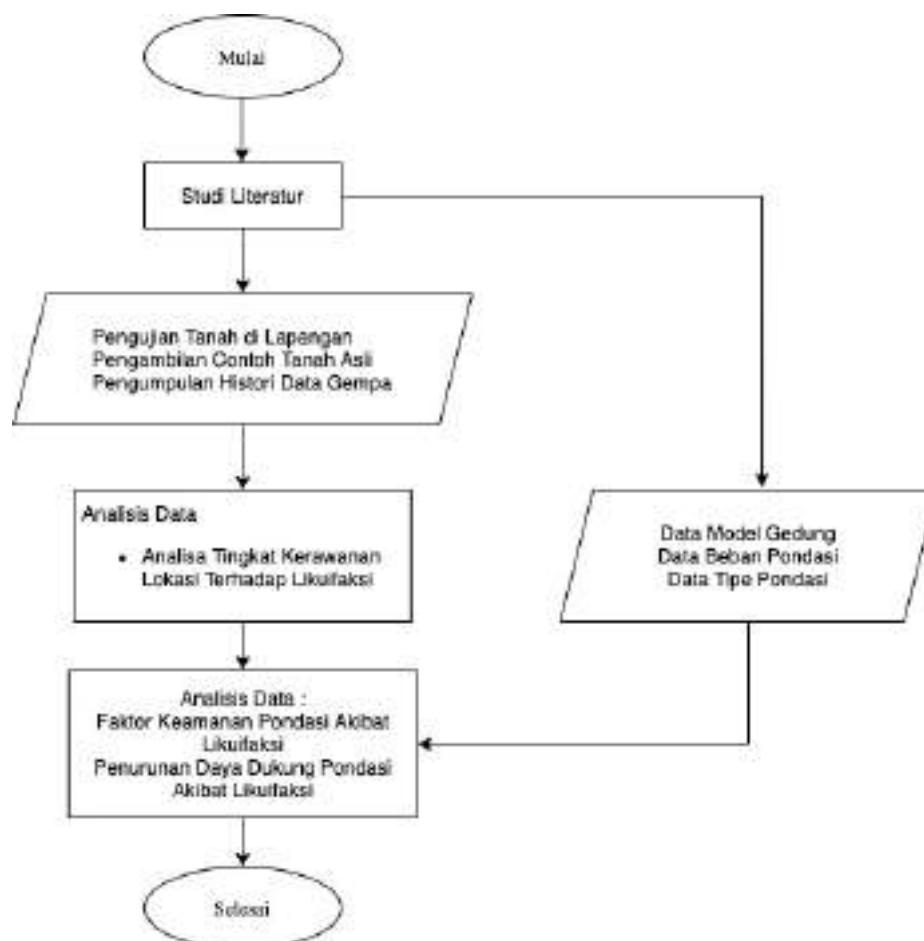 Mulai
Studi Literatur
Pengujian Tanah di Lapangan
Pengambilan Contoh Tanah Asli
Pengumpulan Histori Data Gempa
Analisis Data
• Analisa Tingkat Kerawanan
Lokasi Terhadap Likuifaksi
Data Model Gedung
Data Beban Pondasi
Data Tipe Pondasi
Analisis Data :
Faktor Keamanan Pondasi Akibat
Likuifaksi
Penurunan Daya Dukung Pondasi
Akibat Likuifaksi
Selesai